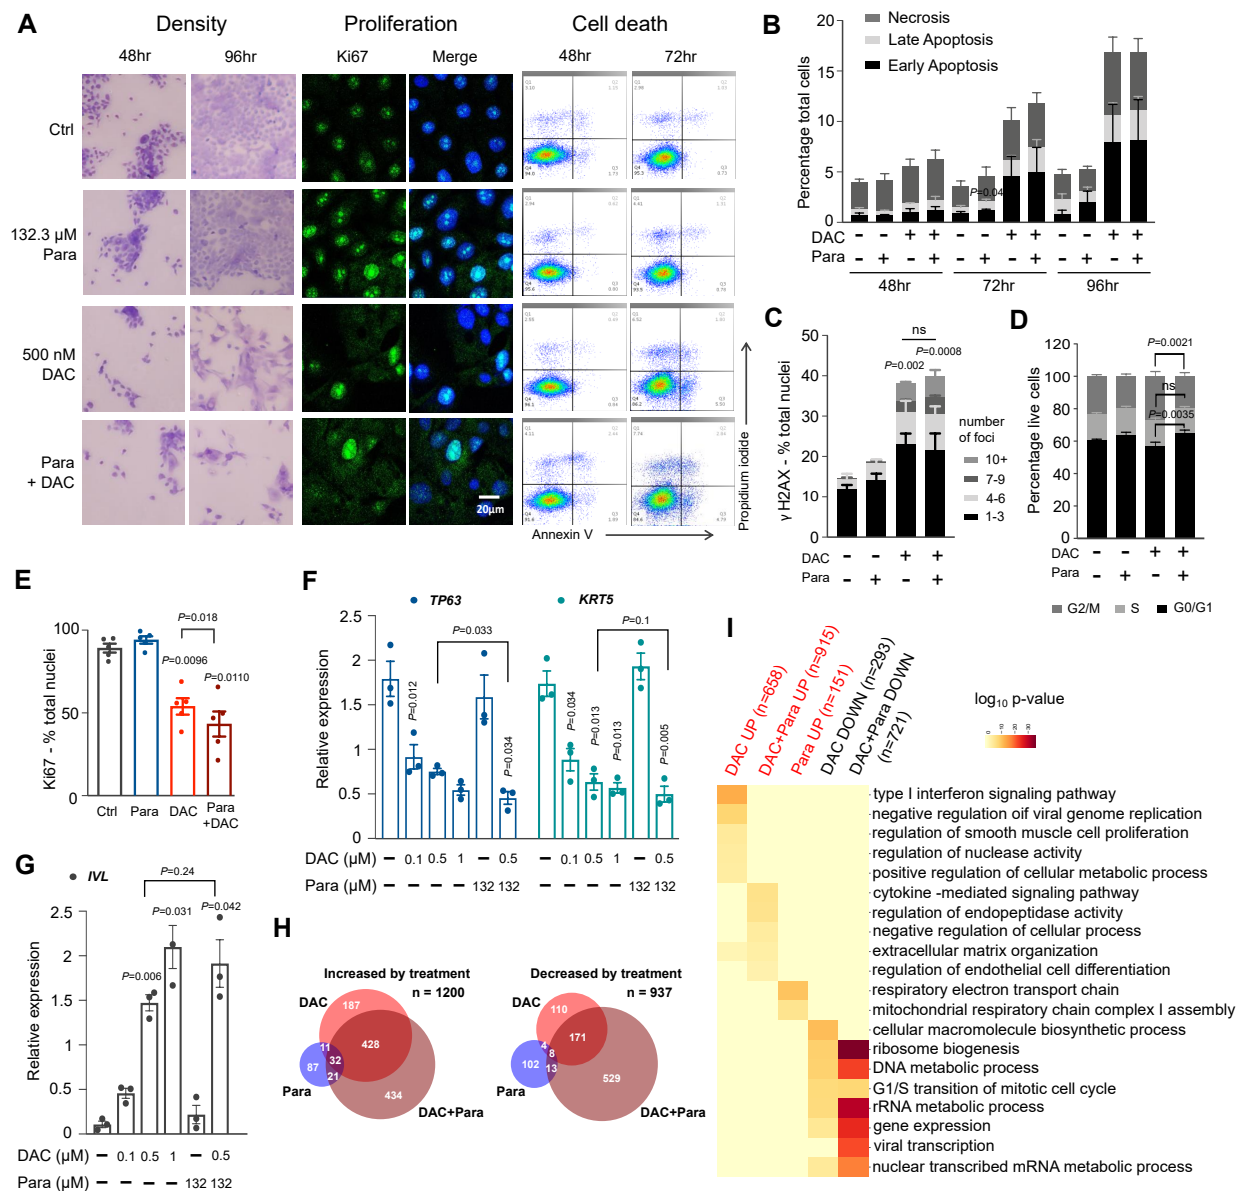 A
Density
Proliferation
Cell death
48hr
96hr
Ki67
Merge
48hr
72hr
Ctrl
132.3 µM
Para
500 nM
DAC
Para
+ DAC
20µm
Annexin V
Propidium iodide
B
Necrosis
Late Apoptosis
Early Apoptosis
Percentage total cells
20
15
10
5
0
P=0.04
DAC - - + + - - + + - - + +
Para - + - + - + - + - + - +
48hr
72hr
96hr
C
ns
P=0.0008
P=0.002
γ H2AX - % total nuclei
50
40
30
20
10
0
number
of foci
10+
7-9
4-6
1-3
DAC - - + +
Para - + - +
D
P=0.0021
ns
P=0.0035
Percentage live cells
120
100
80
60
40
20
0
DAC - - + +
Para - + - +
G2/M
S
G0/G1
E
P=0.018
P=0.0096
P=0.0110
Ki67 - % total nuclei
100
50
0
Ctrl
Para
DAC
Para
+DAC
F
TP63
KRT5
Relative expression
2.5
2
1.5
1
0.5
0
P=0.033
P=0.012
P=0.034
P=0.1
P=0.034
P=0.013
P=0.013
P=0.005
DAC (µM) - 0.1 0.5 1 - 0.5 - 0.1 0.5 1 - 0.5
Para (µM) - - - - 132 132 - - - - 132 132
G
IVL
P=0.24
P=0.031
P=0.042
P=0.006
Relative expression
2.5
2
1.5
1
0.5
0
DAC (µM) - 0.1 0.5 1 - 0.5
Para (µM) - - - - 132 132
H
Increased by treatment
n = 1200
DAC
187
428
11
32
87
21
434
Para
DAC+Para
Decreased by treatment
n = 937
DAC
110
171
4
8
102
13
529
Para
DAC+Para
I
DAC UP (n=658)
DAC+Para UP (n=915)
Para UP (n=151)
DAC DOWN (n=293)
DAC+Para DOWN
(n=721)
log10 p-value
type I interferon signaling pathway
negative regulation oif viral genome replication
regulation of smooth muscle cell proliferation
regulation of nuclease activity
positive regulation of cellular metabolic process
cytokine -mediated signaling pathway
regulation of endopeptidase activity
negative regulation of cellular process
extracellular matrix organization
regulation of endothelial cell differentiation
respiratory electron transport chain
mitochondrial respiratory chain complex I assembly
cellular macromolecule biosynthetic process
ribosome biogenesis
DNA metabolic process
G1/S transition of mitotic cell cycle
rRNA metabolic process
gene expression
viral transcription
nuclear transcribed mRNA metabolic process